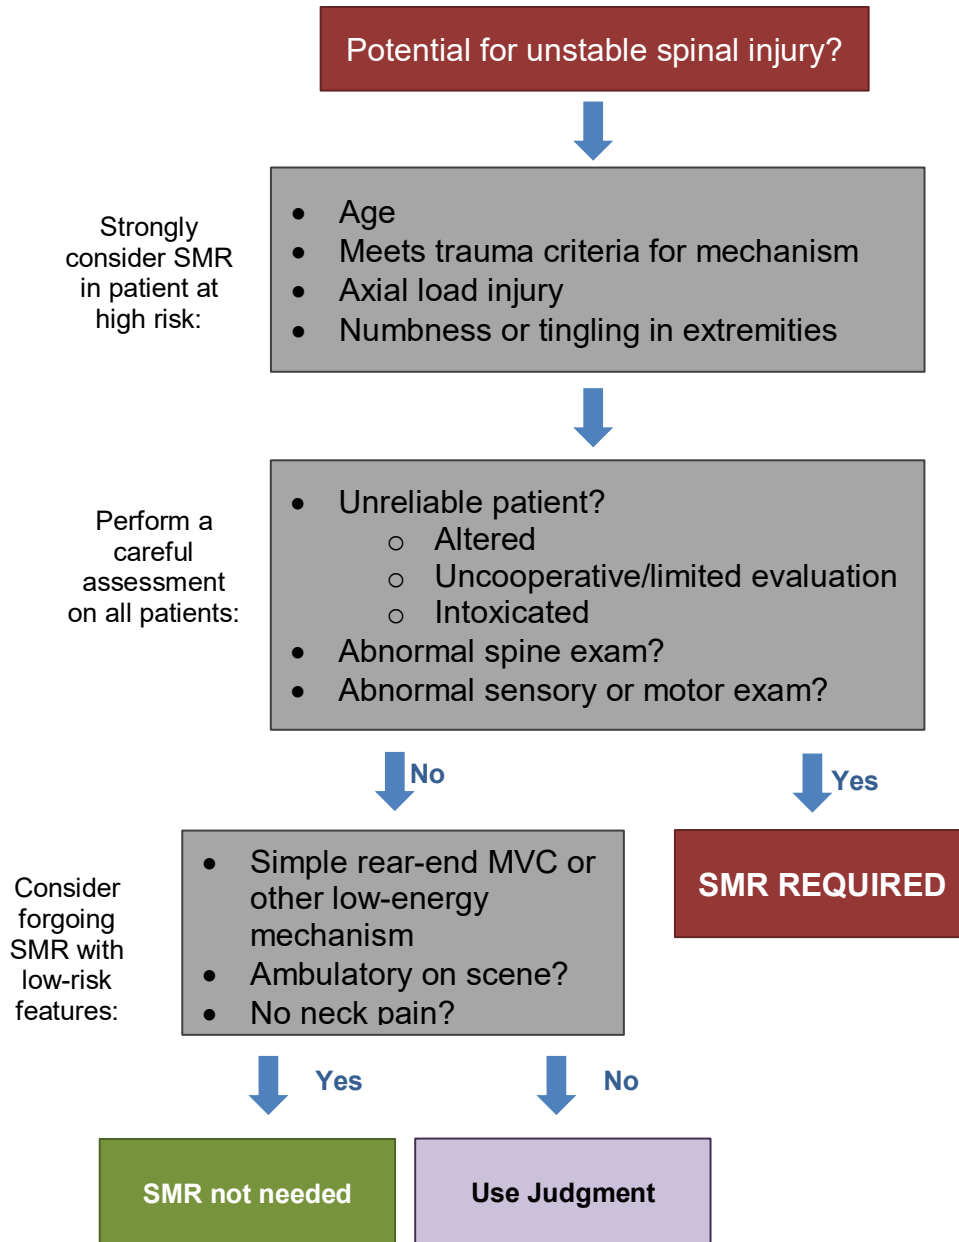 Potential for unstable spinal injury?
Strongly
consider SMR
in patient at
high risk:
• Age
• Meets trauma criteria for mechanism
• Axial load injury
• Numbness or tingling in extremities
Perform a
careful
assessment
on all patients:
• Unreliable patient?
o Altered
o Uncooperative/limited evaluation
o Intoxicated
• Abnormal spine exam?
• Abnormal sensory or motor exam?
No
Yes
Consider
forgoing
SMR with
low-risk
features:
• Simple rear-end MVC or
other low-energy
mechanism
• Ambulatory on scene?
• No neck pain?
SMR REQUIRED
Yes
No
SMR not needed
Use Judgment